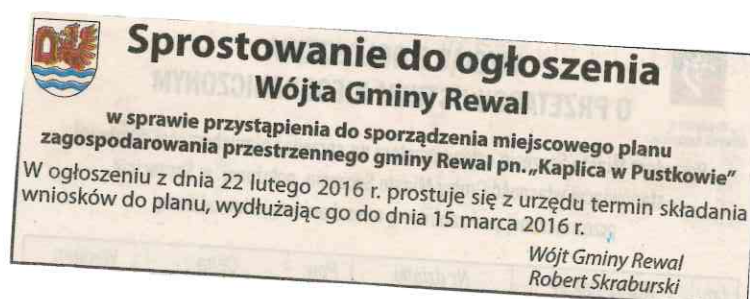 Sprostowanie do ogłoszenia
Wójta Gminy Rewal
w sprawie przystąpienia do sporządzenia miejscowego planu
zagospodarowania przestrzennego gminy Rewal pn. „Kaplica w Pustkowie”
W ogłoszeniu z dnia 22 lutego 2016 r. prostuje się z urzędu termin składania
wniosków do planu, wydłużając go do dnia 15 marca 2016 r.
Wójt Gminy Rewal
Robert Skraburski